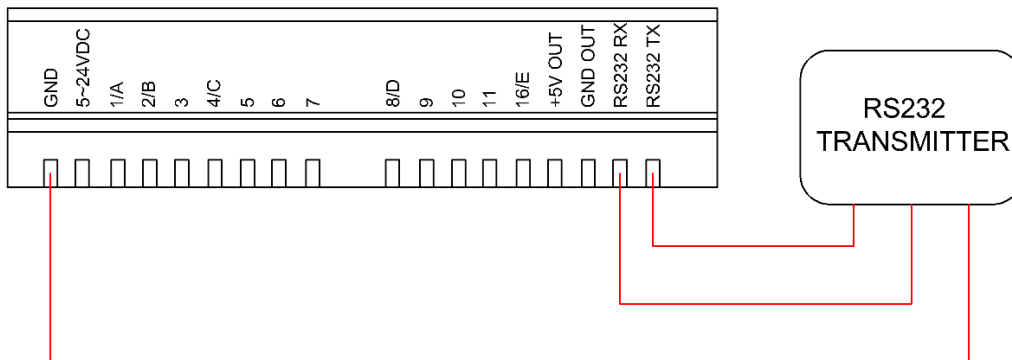 GND
5~24VDC
1/A
2/B
3
4/C
5
6
7
8/D
9
10
11
16/E
+5V OUT
GND OUT
RS232 RX
RS232 TX
RS232
TRANSMITTER